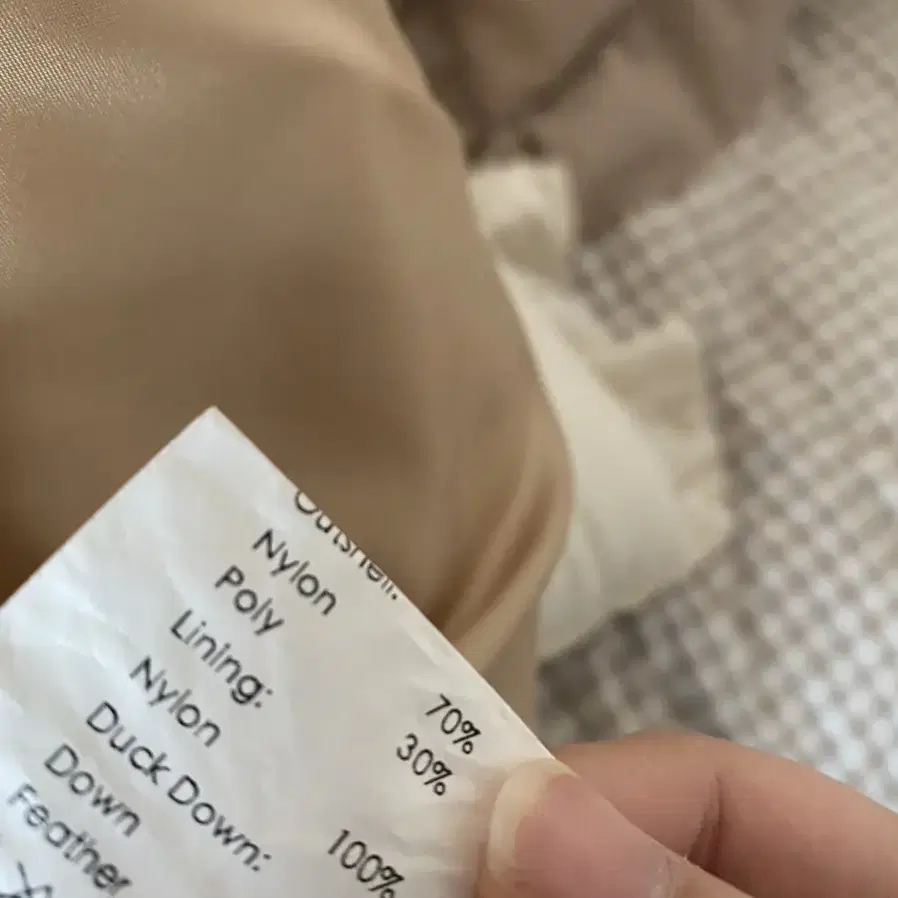 Outshell:
Nylon 70%
Poly 30%
Lining:
Nylon 100%
Duck Down:
Down
Feather